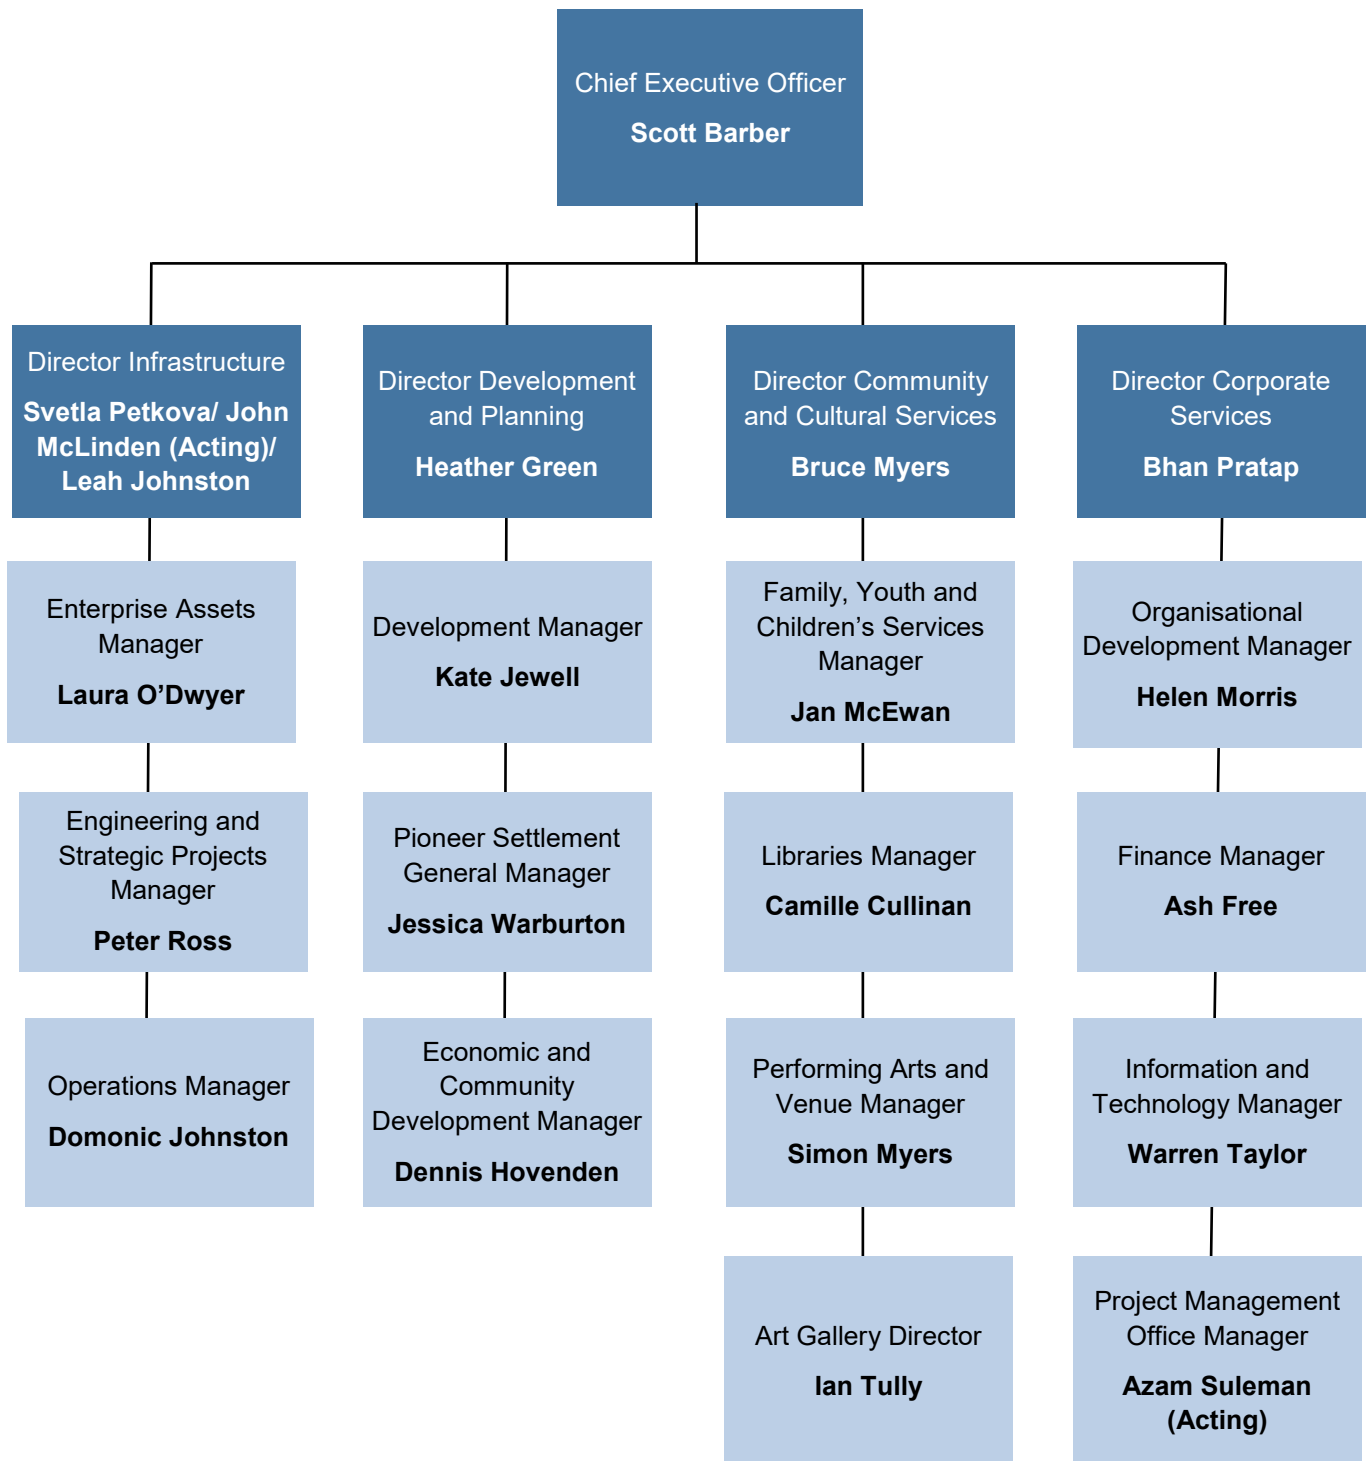 Chief Executive Officer
Scott Barber
Director Infrastructure
Svetla Petkova/ John
McLinden (Acting)/
Leah Johnston
Director Development
and Planning
Heather Green
Director Community
and Cultural Services
Bruce Myers
Director Corporate
Services
Bhan Pratap
Enterprise Assets
Manager
Laura O’Dwyer
Development Manager
Kate Jewell
Family, Youth and
Children’s Services
Manager
Jan McEwan
Organisational
Development Manager
Helen Morris
Engineering and
Strategic Projects
Manager
Peter Ross
Pioneer Settlement
General Manager
Jessica Warburton
Libraries Manager
Camille Cullinan
Finance Manager
Ash Free
Operations Manager
Domonic Johnston
Economic and
Community
Development Manager
Dennis Hovenden
Performing Arts and
Venue Manager
Simon Myers
Information and
Technology Manager
Warren Taylor
Art Gallery Director
Ian Tully
Project Management
Office Manager
Azam Suleman
(Acting)